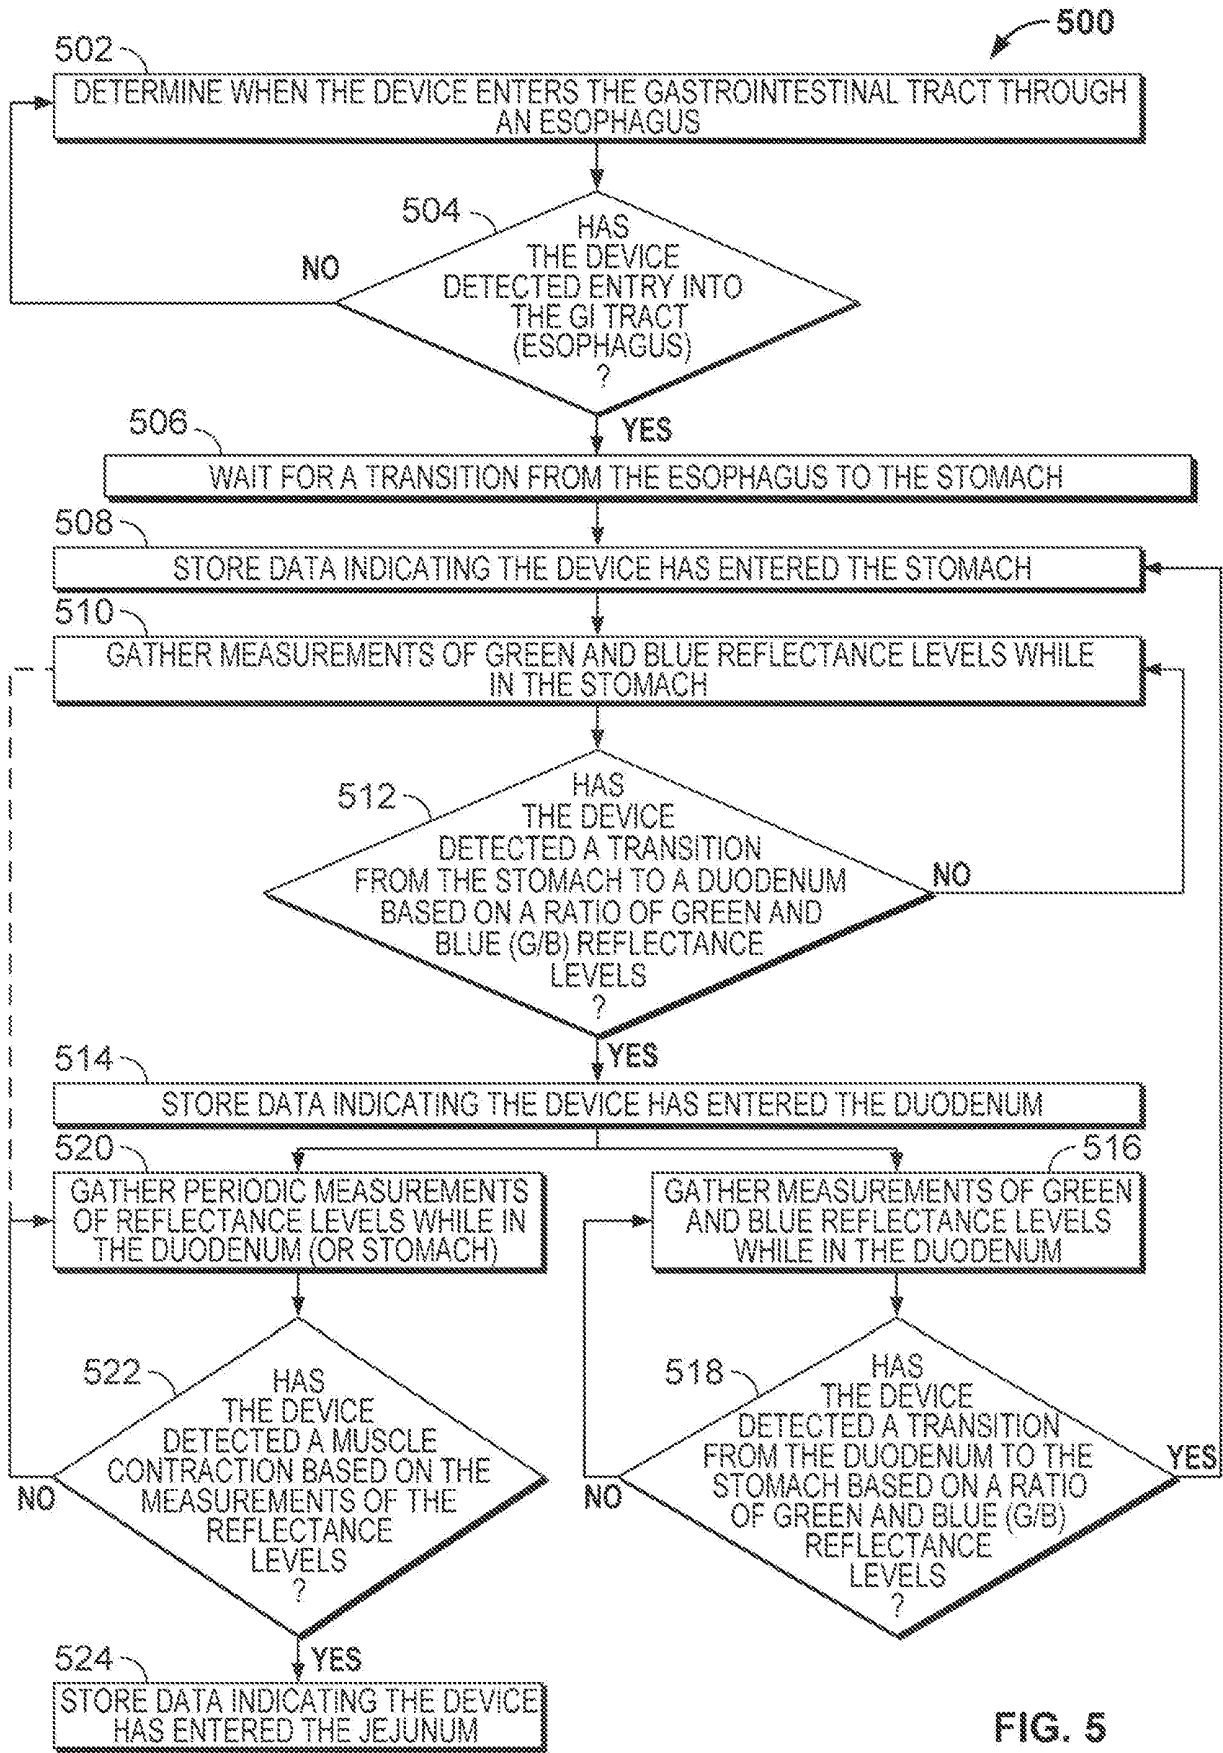 500
502
DETERMINE WHEN THE DEVICE ENTERS THE GASTROINTESTINAL TRACT THROUGH
AN ESOPHAGUS
504
HAS
THE DEVICE
DETECTED ENTRY INTO
THE GI TRACT
(ESOPHAGUS)
?
NO
YES
506
WAIT FOR A TRANSITION FROM THE ESOPHAGUS TO THE STOMACH
508
STORE DATA INDICATING THE DEVICE HAS ENTERED THE STOMACH
510
GATHER MEASUREMENTS OF GREEN AND BLUE REFLECTANCE LEVELS WHILE
IN THE STOMACH
512
HAS
THE DEVICE
DETECTED A TRANSITION
FROM THE STOMACH TO A DUODENUM
BASED ON A RATIO OF GREEN AND
BLUE (G/B) REFLECTANCE
LEVELS
?
NO
YES
514
STORE DATA INDICATING THE DEVICE HAS ENTERED THE DUODENUM
520
GATHER PERIODIC MEASUREMENTS
OF REFLECTANCE LEVELS WHILE IN
THE DUODENUM (OR STOMACH)
516
GATHER MEASUREMENTS OF GREEN
AND BLUE REFLECTANCE LEVELS
WHILE IN THE DUODENUM
522
HAS
THE DEVICE
DETECTED A MUSCLE
CONTRACTION BASED ON THE
MEASUREMENTS OF THE
REFLECTANCE
LEVELS
?
NO
YES
518
HAS
THE DEVICE
DETECTED A TRANSITION
FROM THE DUODENUM TO THE
STOMACH BASED ON A RATIO
OF GREEN AND BLUE (G/B)
REFLECTANCE
LEVELS
?
NO
YES
524
STORE DATA INDICATING THE DEVICE
HAS ENTERED THE JEJUNUM
FIG. 5